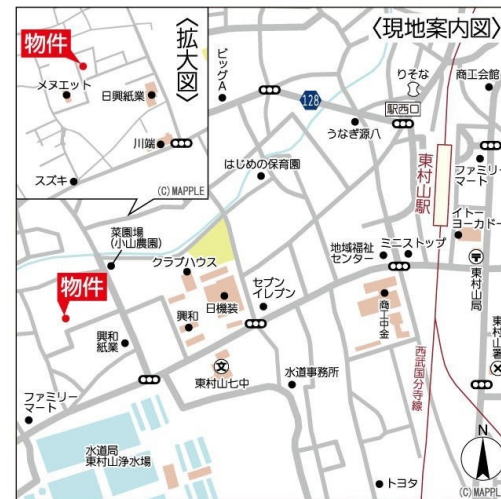 〈現地案内図〉
〈拡大図〉
物件
メヌエット
日興紙業
川端
スズキ
(C)MAPPLE
ビッグA
128
りそな
商工会館
駅西口
うなぎ源八
はじめの保育園
東村山駅
ファミリー
マート
イトー
ヨーカドー
菜園場
(小山農園)
クラブハウス
地域福祉
センター
ミニストップ
東村山局
物件
日機装
セブン
イレブン
商工中金
興和
興和
紙業
東村山署
西武国分寺線
文
東村山七中
水道事務所
ファミリー
マート
水道局
東村山浄水場
トヨタ
N
(C)MAPPL